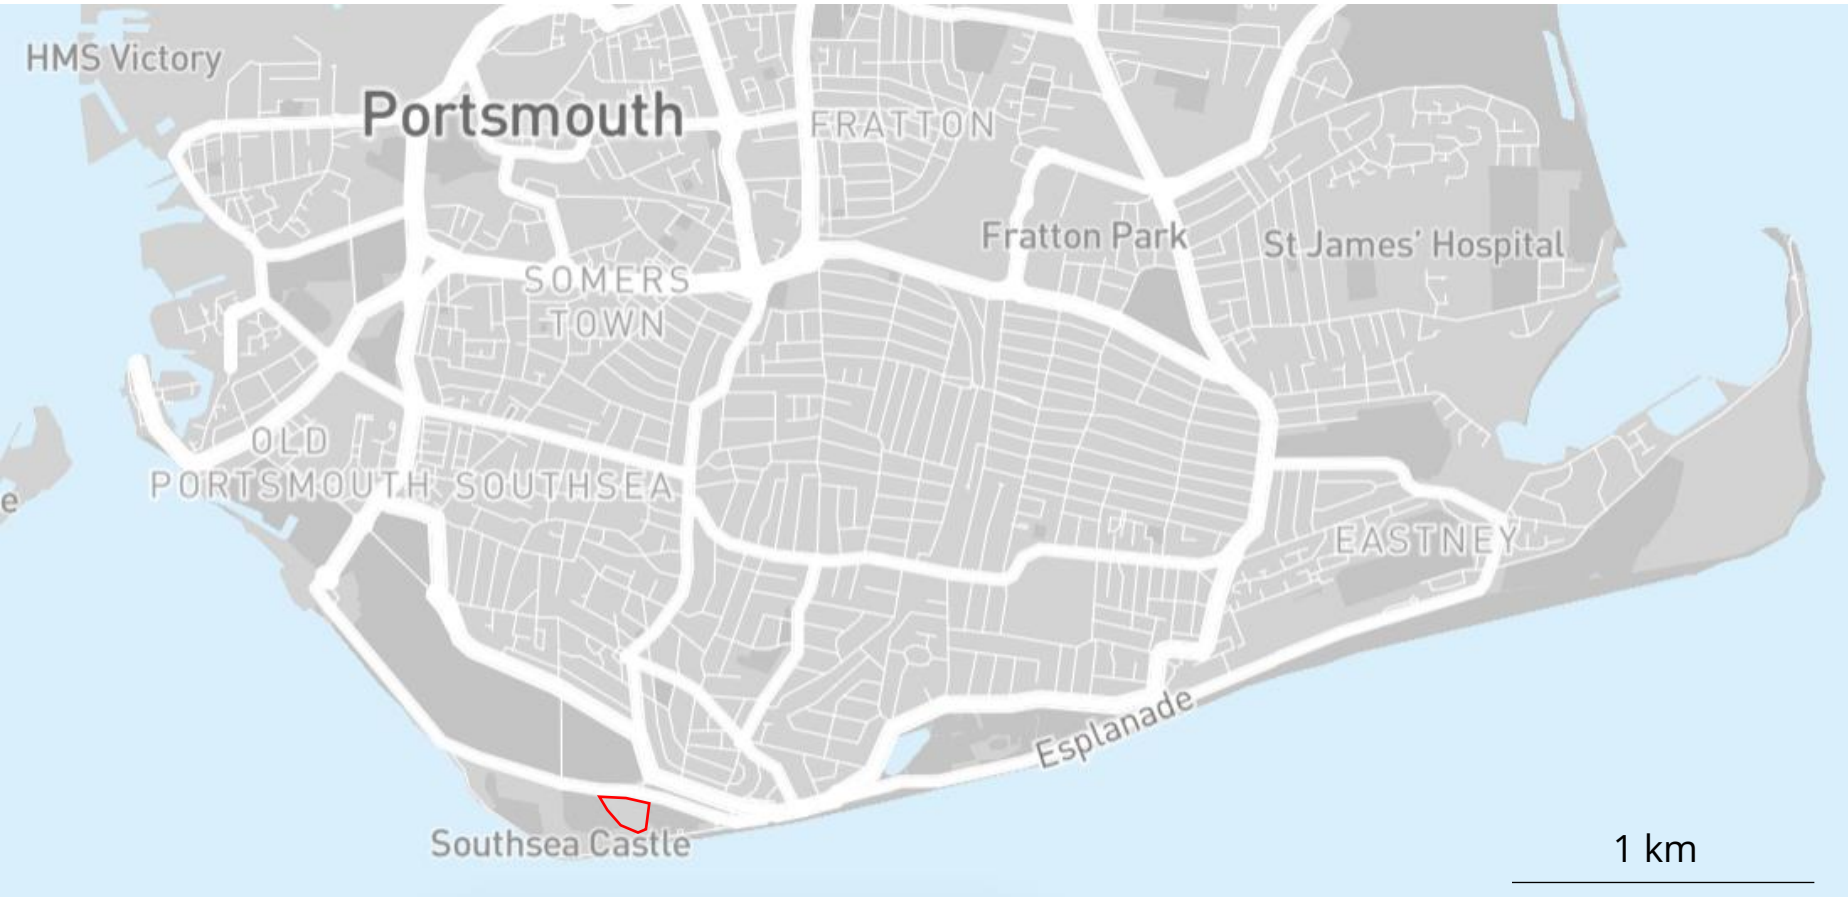 HMS Victory
Portsmouth
FRATTON
Fratton Park
St James' Hospital
SOMERS
TOWN
OLD
PORTSMOUTH
SOUTHSEA
e
EASTNEY
Esplanade
Southsea Castle
1 km